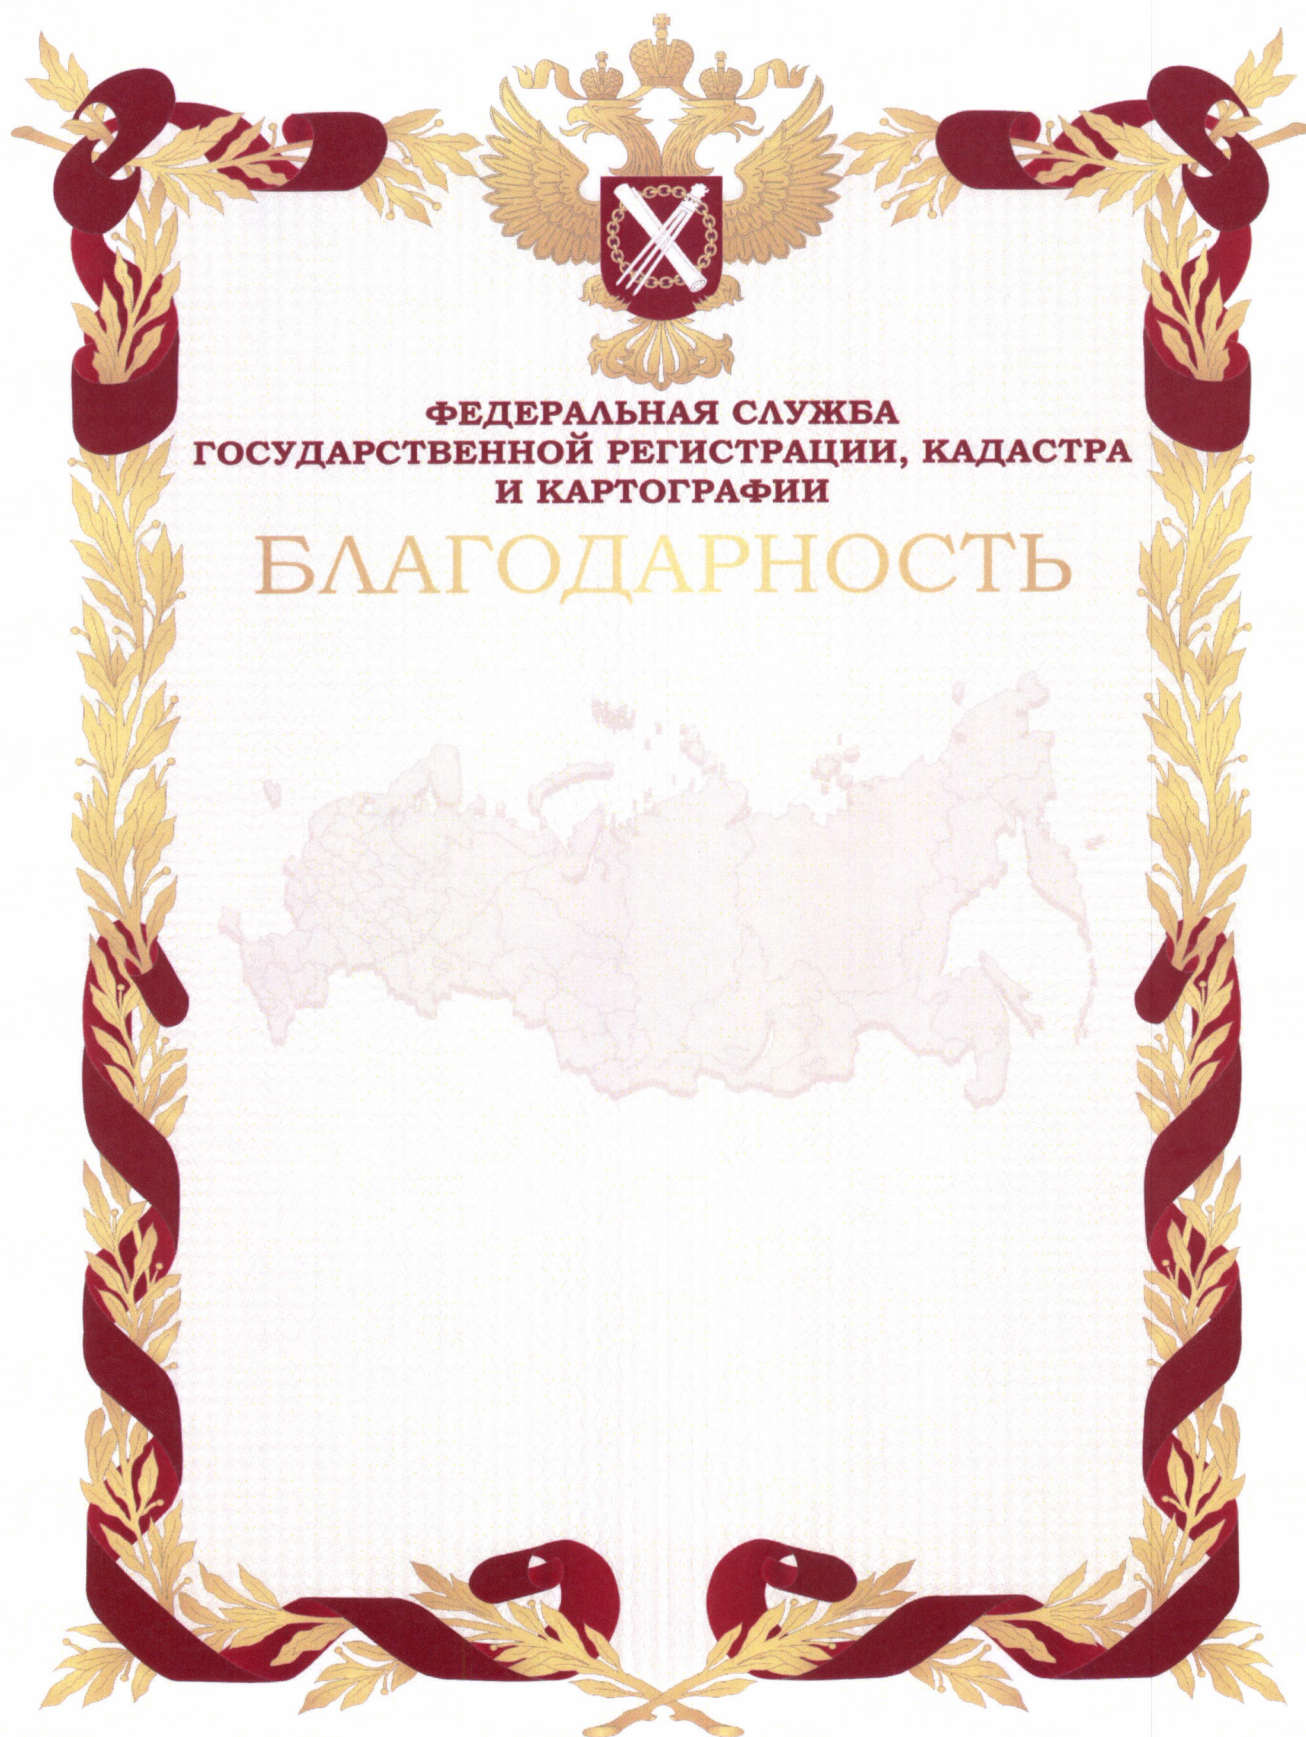 ФЕДЕРАЛЬНАЯ СЛУЖБА
ГОСУДАРСТВЕННОЙ РЕГИСТРАЦИИ, КАДАСТРА
И КАРТОГРАФИИ
БЛАГОДАРНОСТЬ